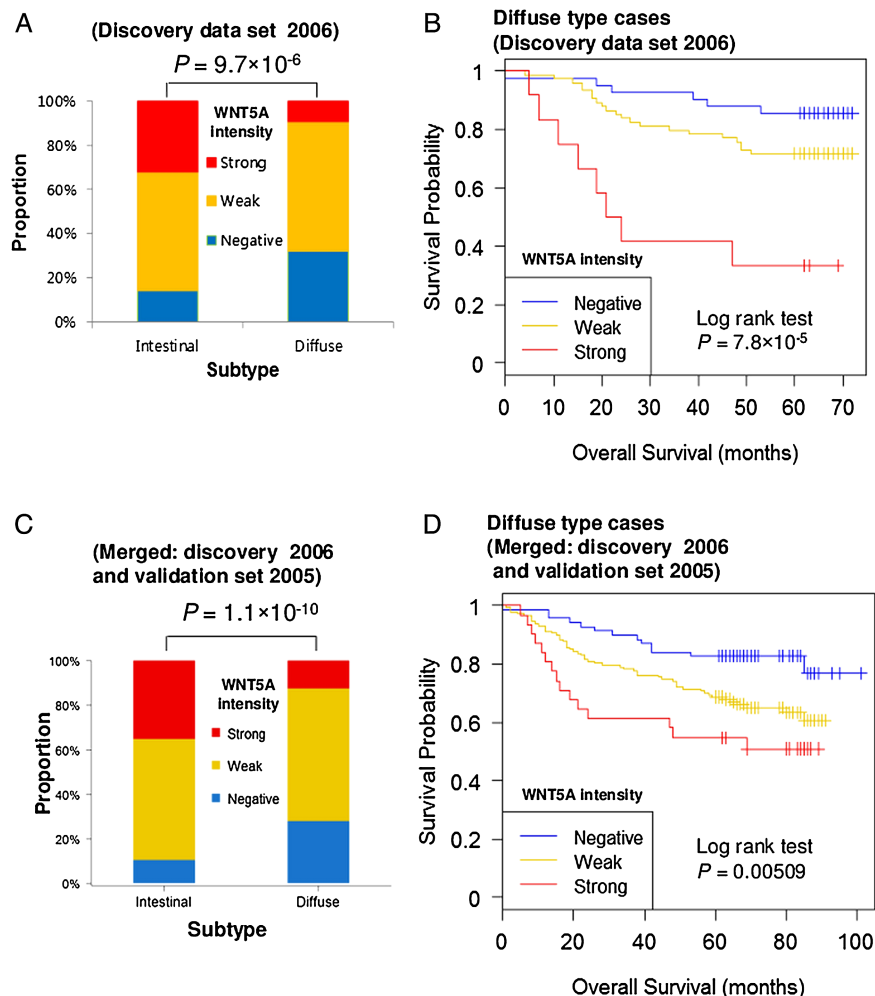 A
(Discovery data set 2006)
P = 9.7×10-6
100%
80%
60%
40%
20%
0%
Proportion
WNT5A
intensity
Strong
Weak
Negative
Intestinal
Diffuse
Subtype
B
Diffuse type cases
(Discovery data set 2006)
1
0.8
0.6
0.4
0.2
0
Survival Probability
WNT5A intensity
Negative
Weak
Strong
Log rank test
P = 7.8×10-5
0 10 20 30 40 50 60 70
Overall Survival (months)
C
(Merged: discovery 2006
and validation set 2005)
P = 1.1×10-10
100%
80%
60%
40%
20%
0%
Proportion
WNT5A
intensity
Strong
Weak
Negative
Intestinal
Diffuse
Subtype
D
Diffuse type cases
(Merged: discovery 2006
and validation set 2005)
1
0.8
0.6
0.4
0.2
0
Survival Probability
WNT5A intensity
Negative
Weak
Strong
Log rank test
P = 0.00509
0 20 40 60 80 100
Overall Survival (months)